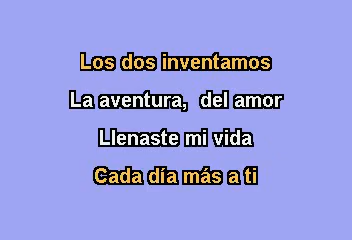 Los dos inventamos
La aventura,  del amor
Llenaste mi vida
Cada día más a ti